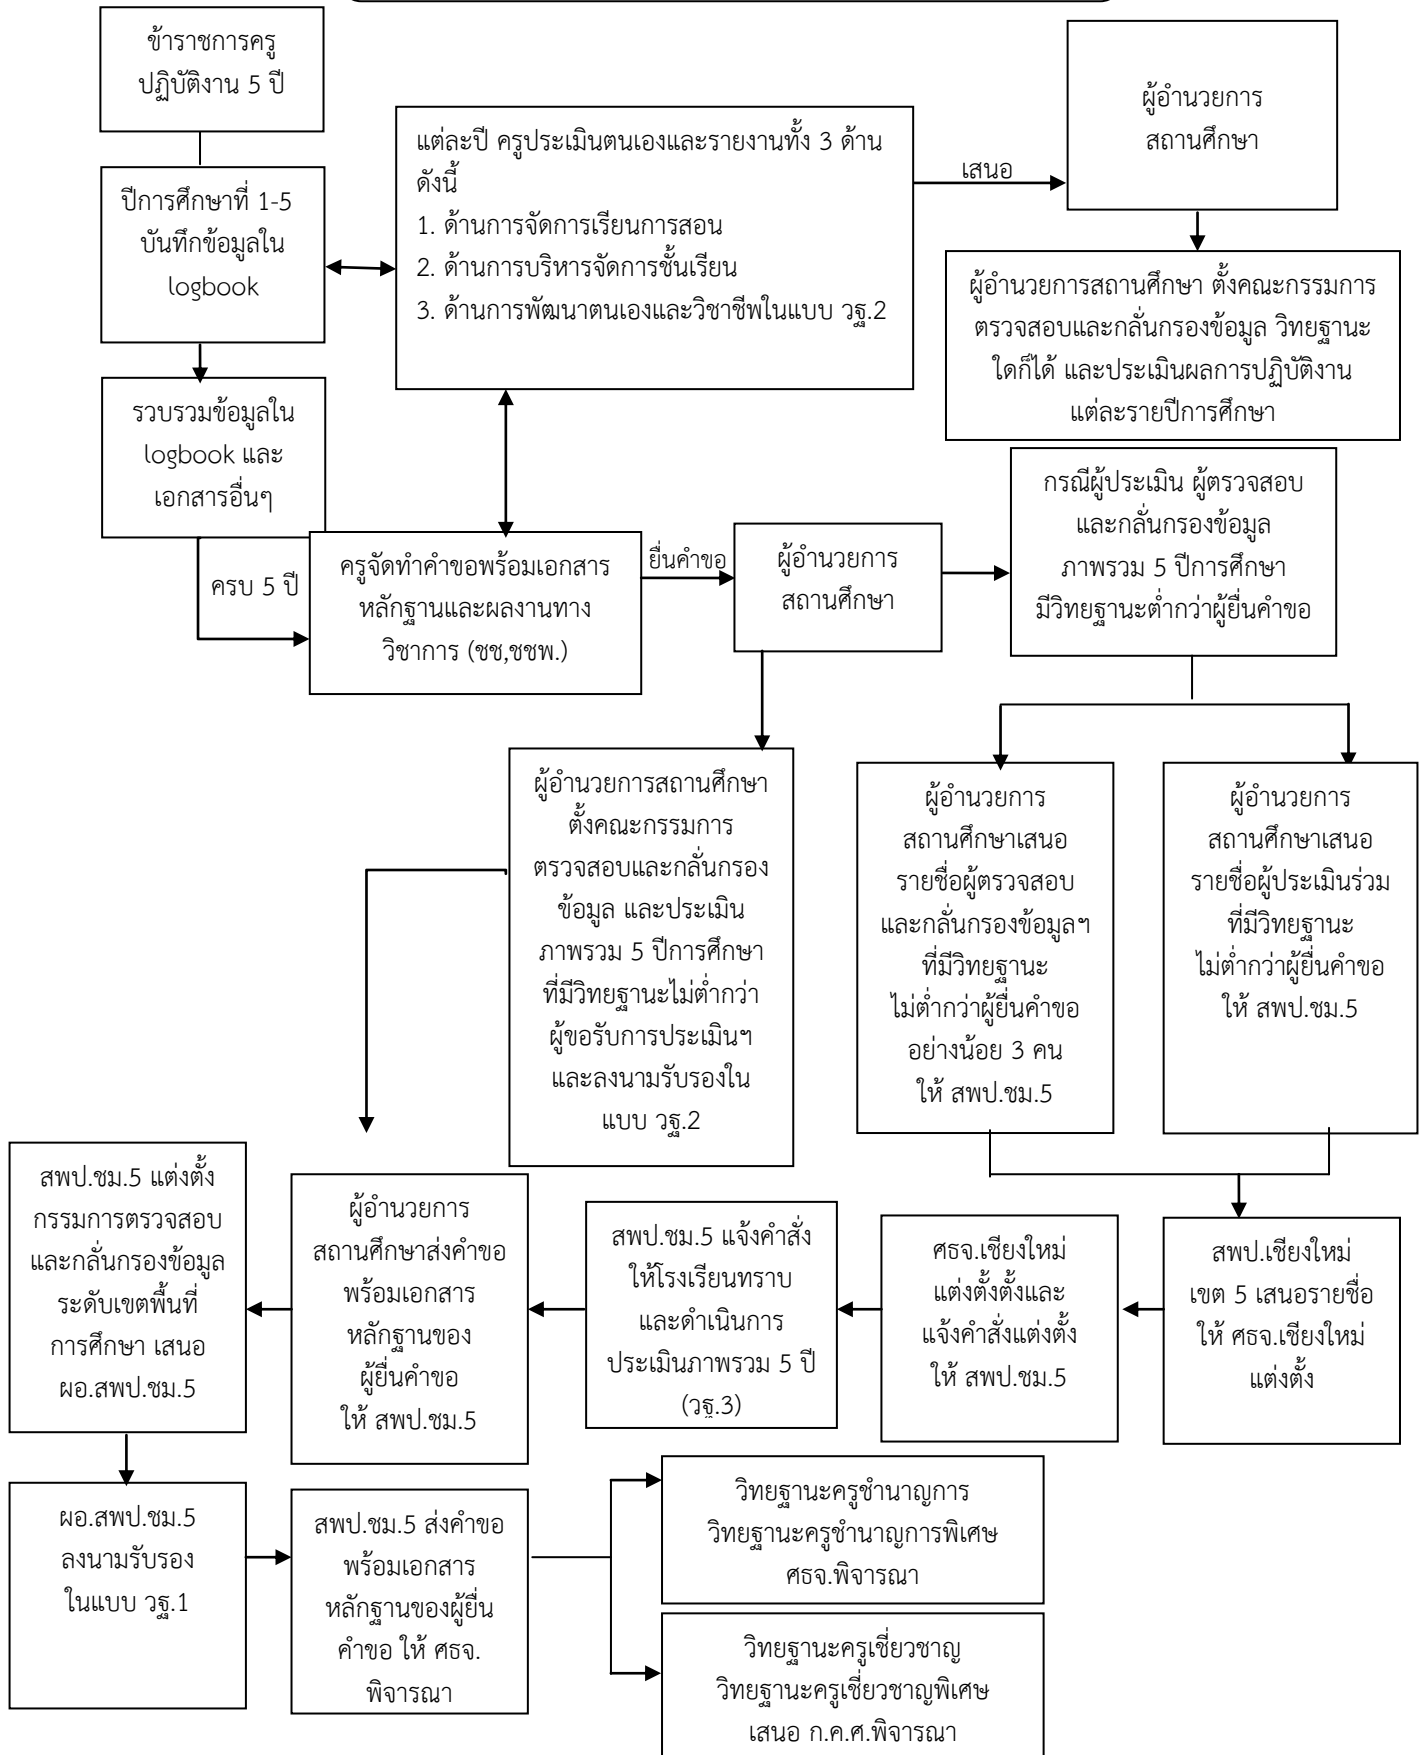 ข้าราชการครู
ปฏิบัติงาน 5 ปี
ผู้อำนวยการ
สถานศึกษา
แต่ละปี ครูประเมินตนเองและรายงานทั้ง 3 ด้าน
ดังนี้
1. ด้านการจัดการเรียนการสอน
2. ด้านการบริหารจัดการชั้นเรียน
3. ด้านการพัฒนาตนเองและวิชาชีพในแบบ วฐ.2
เสนอ
ปีการศึกษาที่ 1-5
บันทึกข้อมูลใน
logbook
ผู้อำนวยการสถานศึกษา ตั้งคณะกรรมการ
ตรวจสอบและกลั่นกรองข้อมูล วิทยฐานะ
ใดก็ได้ และประเมินผลการปฏิบัติงาน
แต่ละรายปีการศึกษา
รวบรวมข้อมูลใน
logbook และ
เอกสารอื่นๆ
ครบ 5 ปี
ครูจัดทำคำขอพร้อมเอกสาร
หลักฐานและผลงานทาง
วิชาการ (ชช,ชชพ.)
ยื่นคำขอ
ผู้อำนวยการ
สถานศึกษา
กรณีผู้ประเมิน ผู้ตรวจสอบ
และกลั่นกรองข้อมูล
ภาพรวม 5 ปีการศึกษา
มีวิทยฐานะต่ำกว่าผู้ยื่นคำขอ
ผู้อำนวยการสถานศึกษา
ตั้งคณะกรรมการ
ตรวจสอบและกลั่นกรอง
ข้อมูล และประเมิน
ภาพรวม 5 ปีการศึกษา
ที่มีวิทยฐานะไม่ต่ำกว่า
ผู้ขอรับการประเมินฯ
และลงนามรับรองใน
แบบ วฐ.2
ผู้อำนวยการ
สถานศึกษาเสนอ
รายชื่อผู้ตรวจสอบ
และกลั่นกรองข้อมูลฯ
ที่มีวิทยฐานะ
ไม่ต่ำกว่าผู้ยื่นคำขอ
อย่างน้อย 3 คน
ให้ สพป.ชม.5
ผู้อำนวยการ
สถานศึกษาเสนอ
รายชื่อผู้ประเมินร่วม
ที่มีวิทยฐานะ
ไม่ต่ำกว่าผู้ยื่นคำขอ
ให้ สพป.ชม.5
สพป.ชม.5 แต่งตั้ง
กรรมการตรวจสอบ
และกลั่นกรองข้อมูล
ระดับเขตพื้นที่
การศึกษา เสนอ
ผอ.สพป.ชม.5
ผู้อำนวยการ
สถานศึกษาส่งคำขอ
พร้อมเอกสาร
หลักฐานของ
ผู้ยื่นคำขอ
ให้ สพป.ชม.5
สพป.ชม.5 แจ้งคำสั่ง
ให้โรงเรียนทราบ
และดำเนินการ
ประเมินภาพรวม 5 ปี
(วฐ.3)
ศธจ.เชียงใหม่
แต่งตั้งตั้งและ
แจ้งคำสั่งแต่งตั้ง
ให้ สพป.ชม.5
สพป.เชียงใหม่
เขต 5 เสนอรายชื่อ
ให้ ศธจ.เชียงใหม่
แต่งตั้ง
ผอ.สพป.ชม.5
ลงนามรับรอง
ในแบบ วฐ.1
สพป.ชม.5 ส่งคำขอ
พร้อมเอกสาร
หลักฐานของผู้ยื่น
คำขอ ให้ ศธจ.
พิจารณา
วิทยฐานะครูชำนาญการ
วิทยฐานะครูชำนาญการพิเศษ
ศธจ.พิจารณา
วิทยฐานะครูเชี่ยวชาญ
วิทยฐานะครูเชี่ยวชาญพิเศษ
เสนอ ก.ค.ศ.พิจารณา